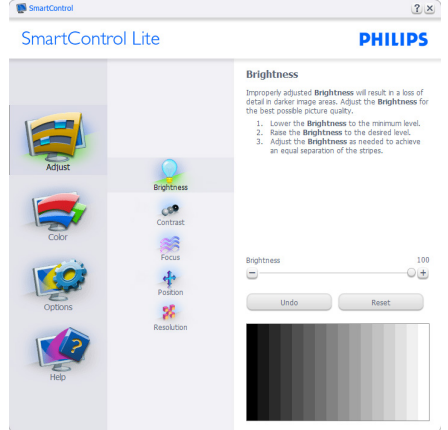 SmartControl
SmartControl Lite
PHILIPS
Adjust
Color
Options
Help
Brightness
Contrast
Focus
Position
Resolution
Brightness
Improperly adjusted Brightness will result in a loss of
detail in darker image areas. Adjust the Brightness for
the best possible picture quality.
1. Lower the Brightness to the minimum level.
2. Raise the Brightness to the desired level.
3. Adjust the Brightness as needed to achieve
an equal separation of the stripes.
Brightness 100
Undo Reset